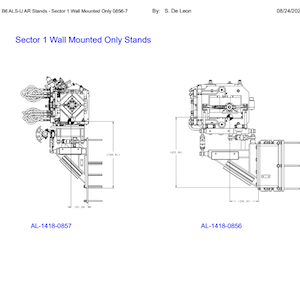 B6 ALS-U AR Stands - Sector 1 Wall Mounted Only 0856-7 By: S. De Leon 08/24/202
Sector 1 Wall Mounted Only Stands
AL-1418-0857 AL-1418-0856